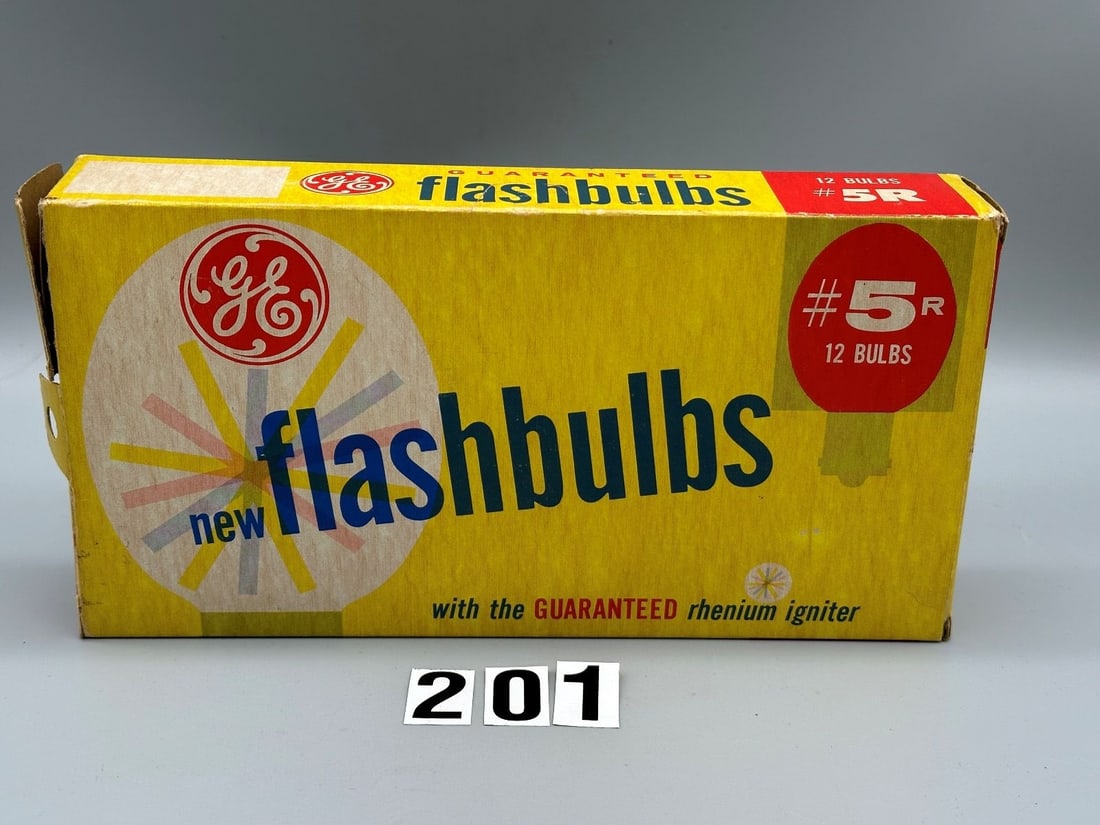 GE
GUARANTEED
flashbulbs
12 BULBS
#5R
GE
#5R
12 BULBS
new flashbulbs
with the GUARANTEED rhenium igniter
201